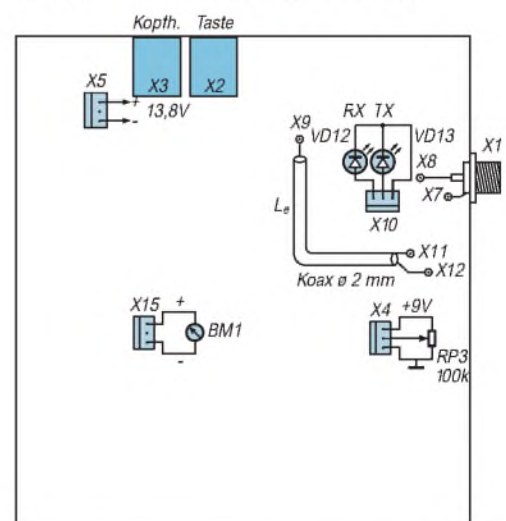 Kopfh. Taste
X3 X2
X5
+
-
13,8V
RX TX
X9
VD12 VD13
X1
X8
X7
X10
Le
X11
X12
Koax ø 2 mm
X15 +
BM1
-
X4 +9V
RP3
100k